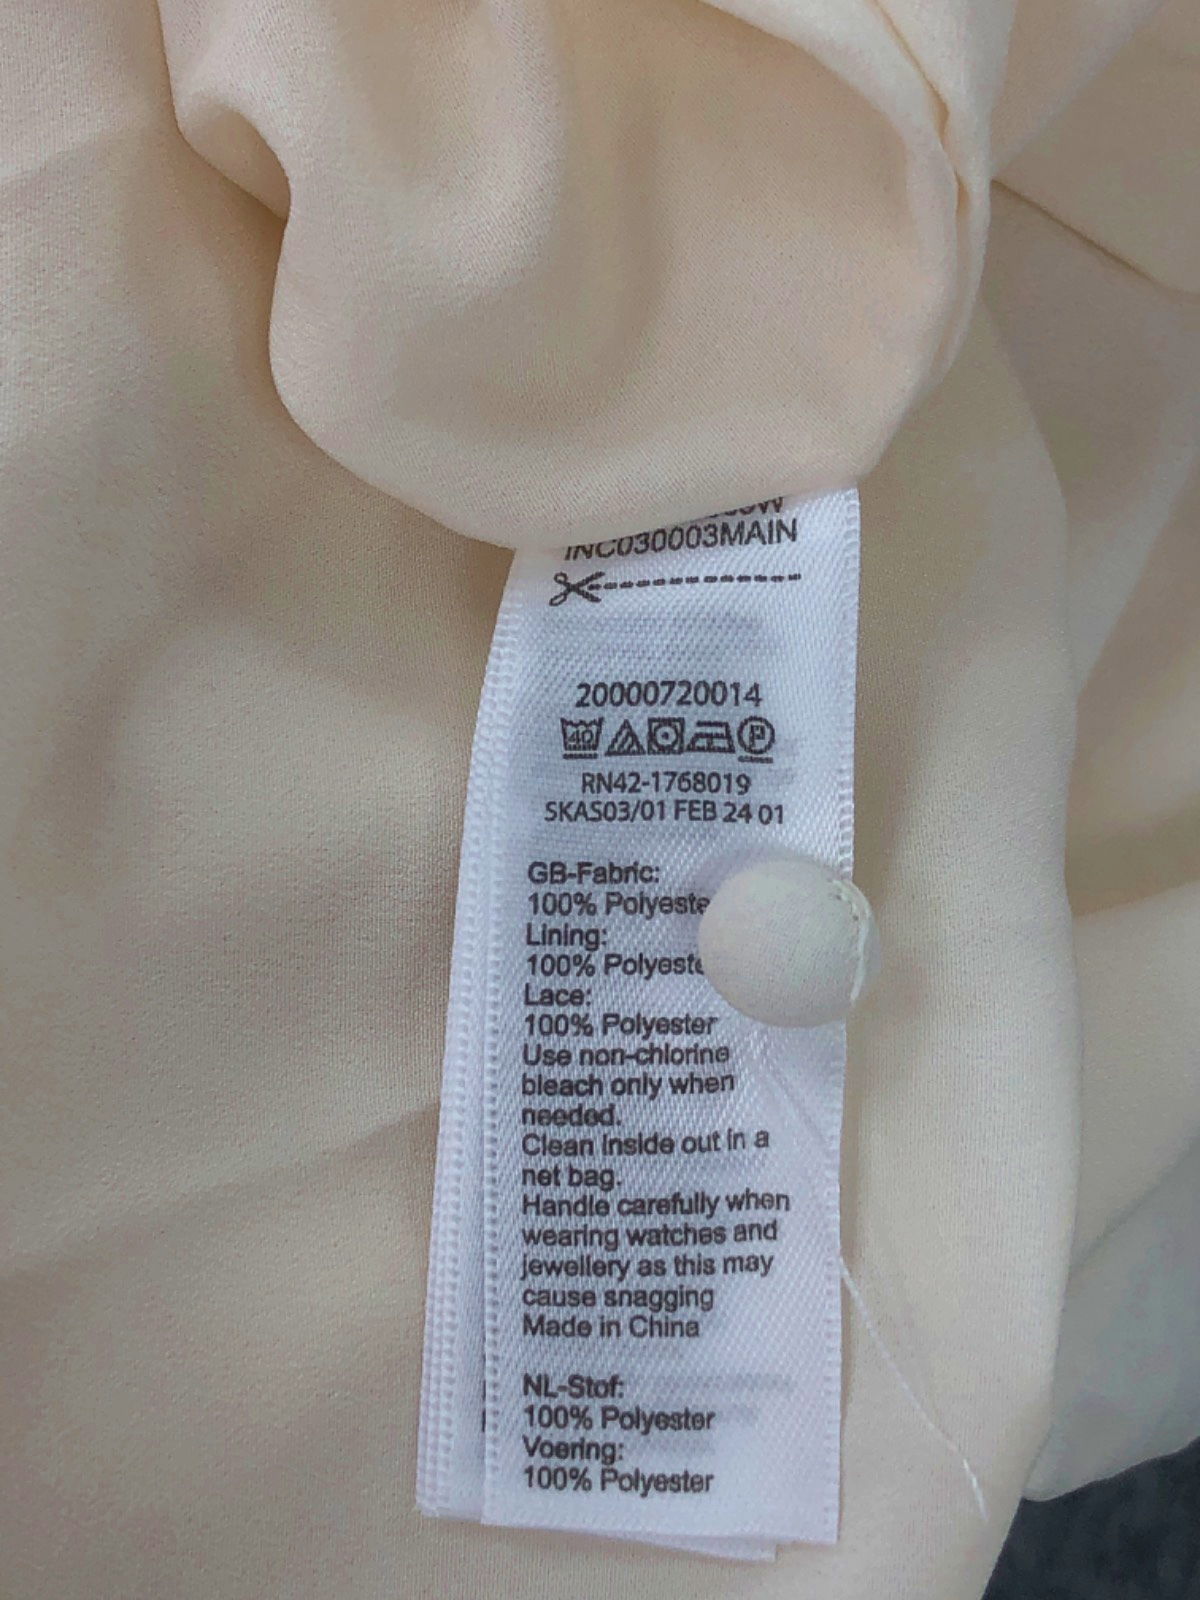 INC030003MAIN
20000720014
40 P
RN42-1768019
SKAS03/01 FEB 24 01
GB-Fabric:
100% Polyeste
Lining:
100% Polyeste
Lace:
100% Polyester
Use non-chlorine
bleach only when
needed.
Clean inside out in a
net bag.
Handle carefully when
wearing watches and
jewellery as this may
cause snagging
Made in China
NL-Stof:
100% Polyester
Voering:
100% Polyester